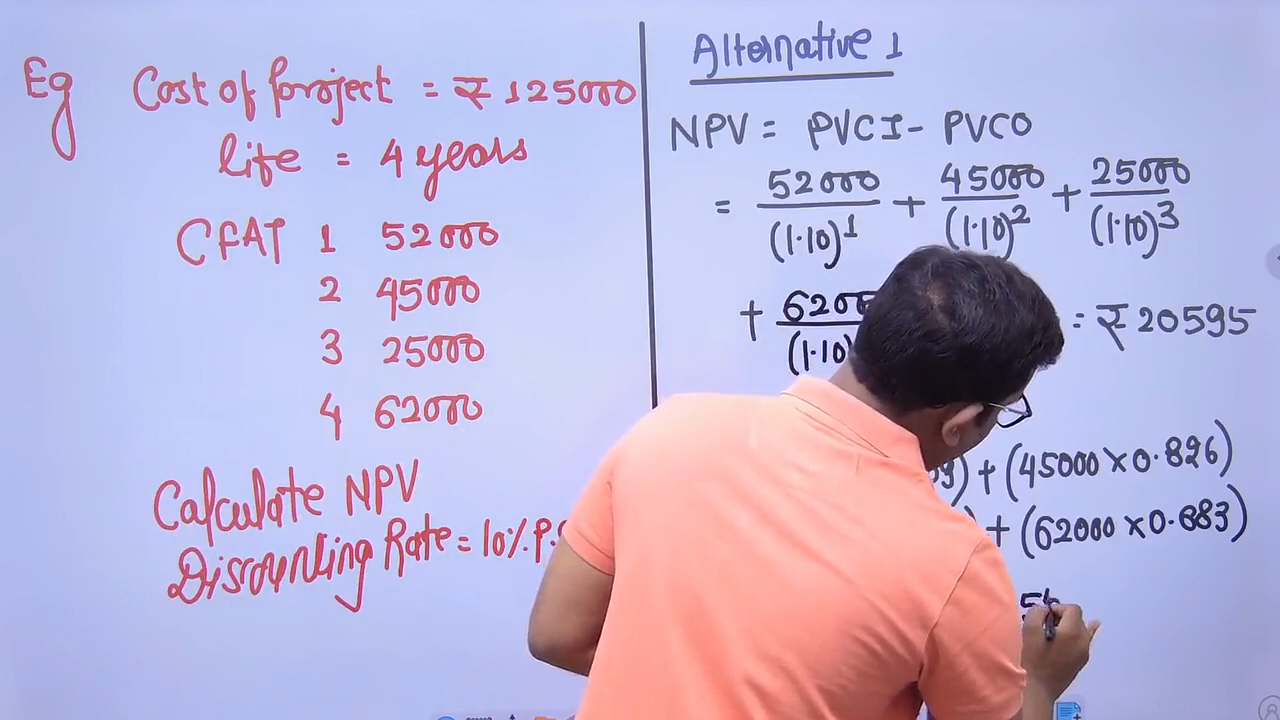 Eg Cost of project = ₹ 125000
life = 4 years
CFAT 1 52000
2 45000
3 25000
4 62000
Calculate NPV
Discounting Rate = 10% P.
Alternative 1
NPV = PVCI - PVCO
= 52000/(1.10)^1 + 45000/(1.10)^2 + 25000/(1.10)^3
+ 6200/(1.10) = ₹ 20595
) + (45000 × 0.826)
) + (62000 × 0.683)